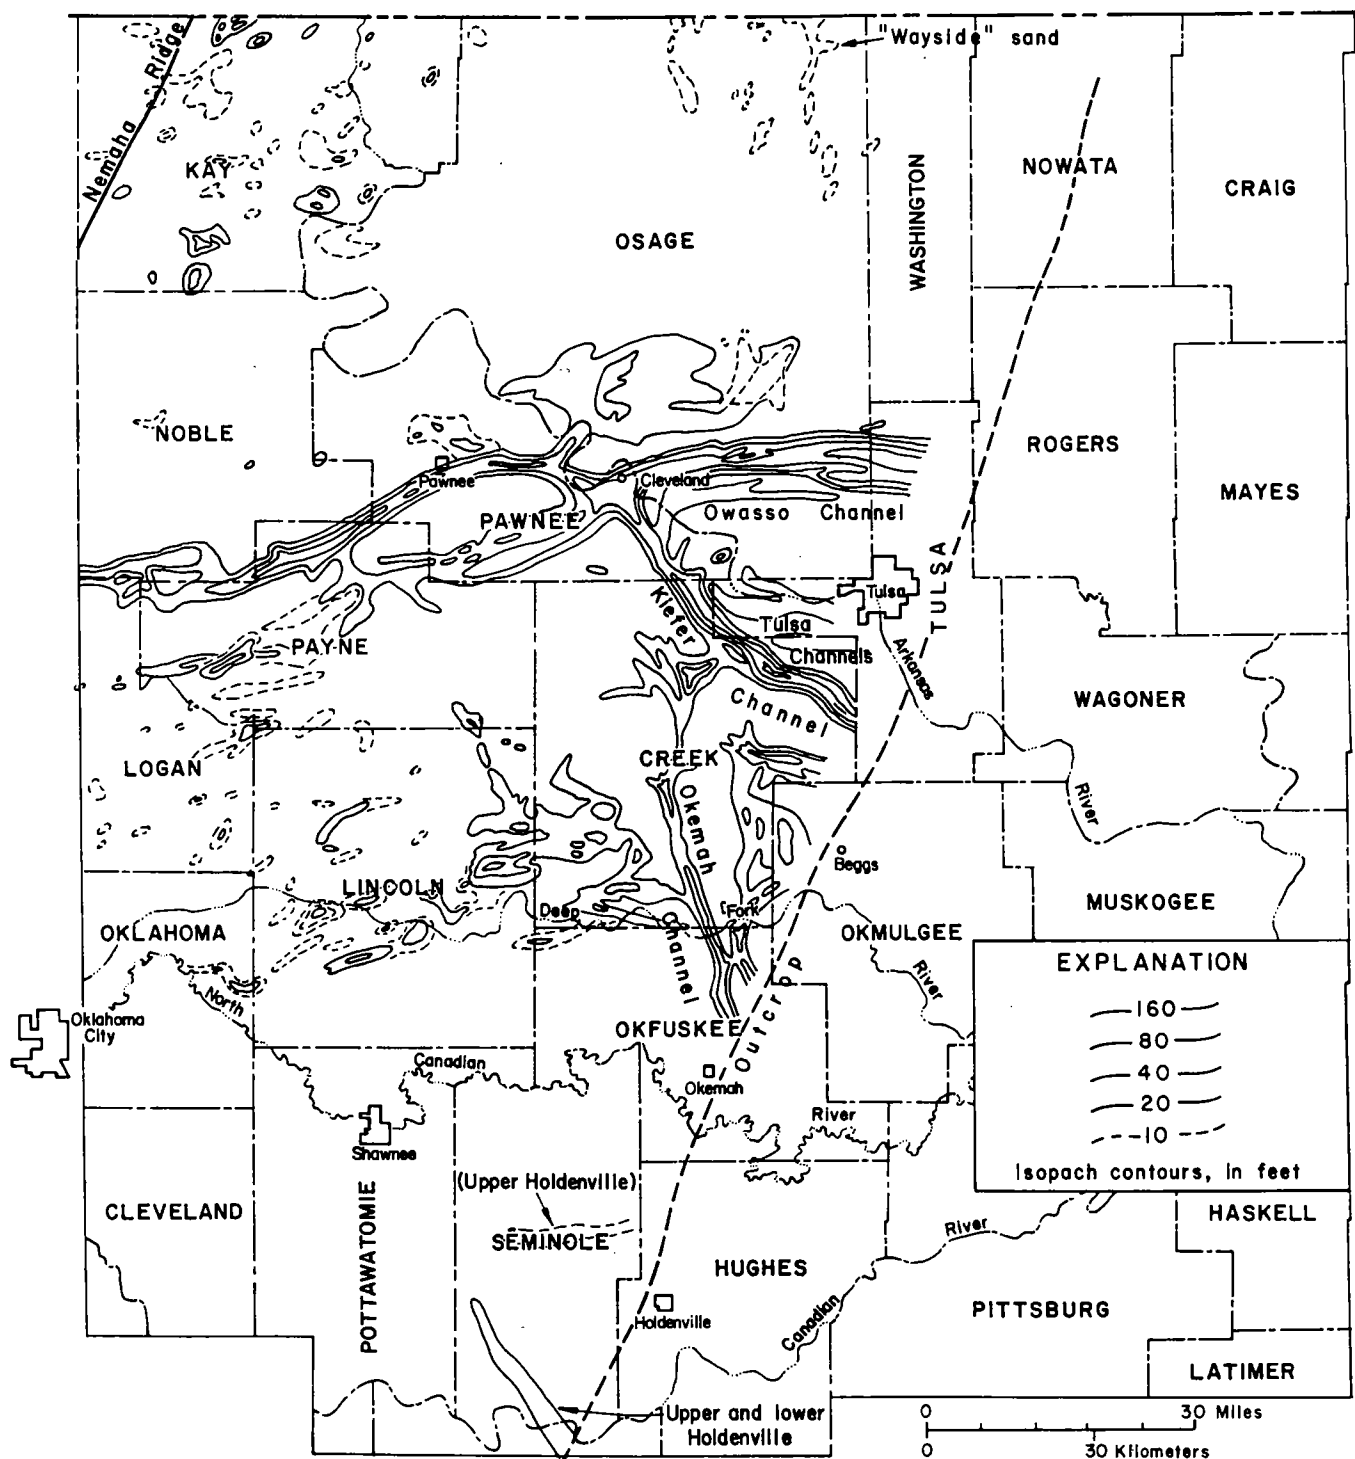 "Wayside" sand
Nemaha Ridge
KAY
NOWATA
CRAIG
WASHINGTON
OSAGE
NOBLE
ROGERS
Pawnee
Cleveland
MAYES
PAWNEE
Owasso Channel
TULSA
Tulsa
Kiefer
Tulsa
PAYNE
Channels
Arkansas
WAGONER
Channel
CREEK
LOGAN
River
Okemah
Beggs
LINCOLN
MUSKOGEE
Deep
Fork
OKLAHOMA
OKMULGEE
Channel
EXPLANATION
River
North
160
Oklahoma
City
OKFUSKEE
Outcrop
80
Canadian
Okemah
40
20
River
10
Shawnee
Isopach contours, in feet
(Upper Holdenville)
CLEVELAND
HASKELL
River
SEMINOLE
POTTAWATOMIE
HUGHES
Canadian
PITTSBURG
Holdenville
LATIMER
Upper and lower
Holdenville
0 30 Miles
0 30 Kilometers